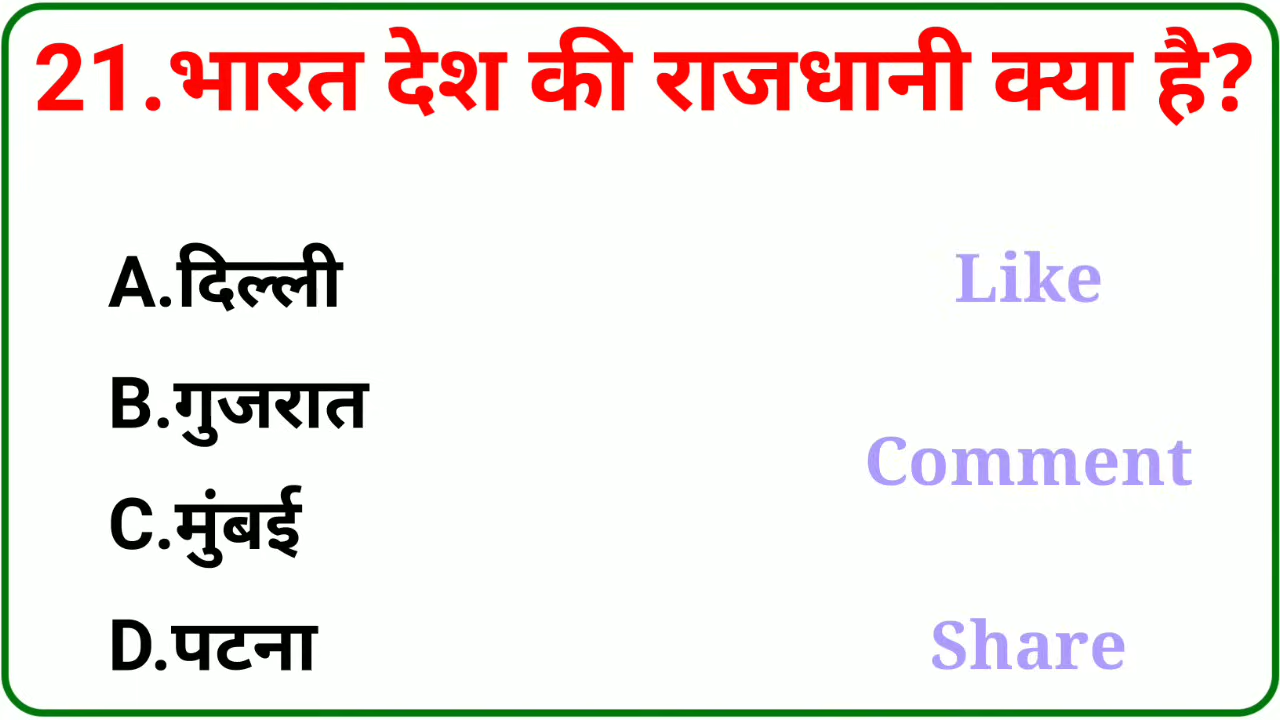 21.भारत देश की राजधानी क्या है?
A.दिल्ली
B.गुजरात
C.मुंबई
D.पटना
Like
Comment
Share